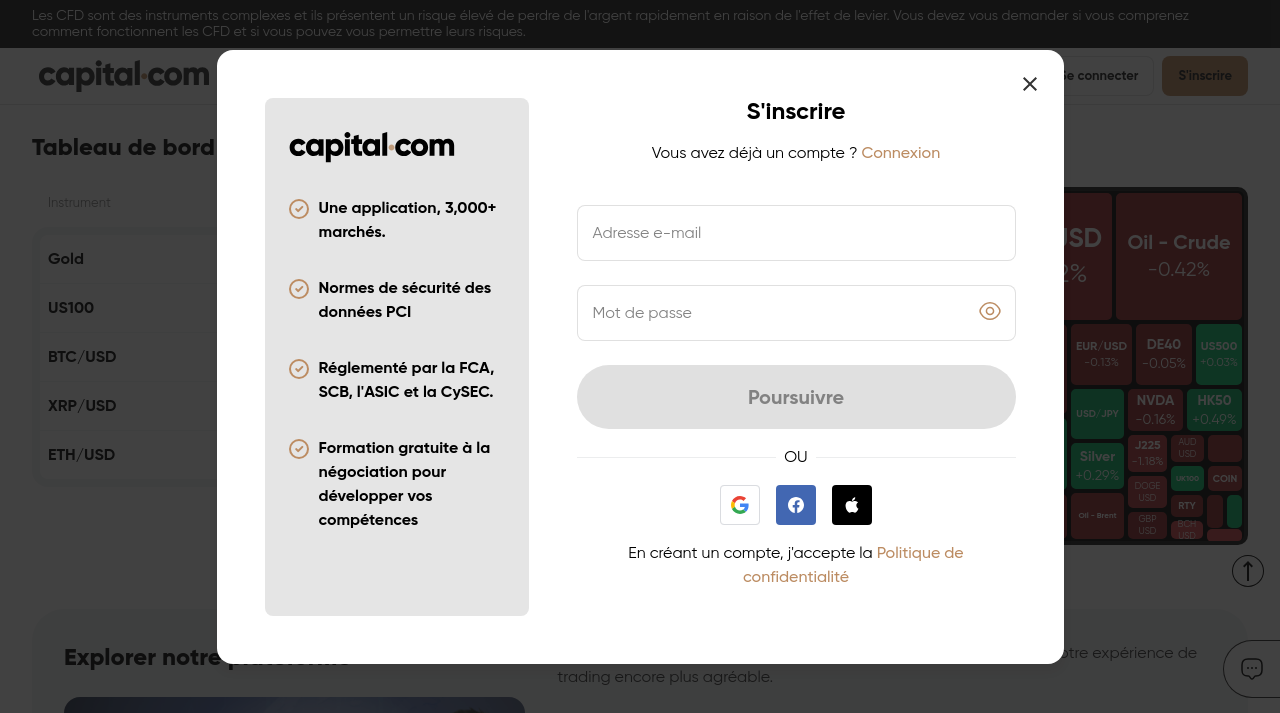 Les CFD sont des instruments complexes et ils présentent un risque élevé de perdre de l'argent rapidement en raison de l'effet de levier. Vous devez vous demander si vous comprenez
comment fonctionnent les CFD et si vous pouvez vous permettre leurs risques.
capital.com
Se connecter
S'inscrire
Tableau de bord
Instrument
Gold
US100
BTC/USD
XRP/USD
ETH/USD
capital.com
Une application, 3,000+
marchés.
Normes de sécurité des
données PCI
Réglementé par la FCA,
SCB, l'ASIC et la CySEC.
Formation gratuite à la
négociation pour
développer vos
compétences
S'inscrire
Vous avez déjà un compte ? Connexion
Adresse e-mail
Mot de passe
Poursuivre
OU
En créant un compte, j'accepte la Politique de
confidentialité
Oil - Crude
-0.42%
EUR/USD
-0.13%
DE40
-0.05%
US500
+0.03%
USD/JPY
NVDA
-0.16%
HK50
+0.49%
Silver
+0.29%
J225
-1.18%
AUD
USD
DOGE
USD
UK100
COIN
Oil - Brent
GBP
USD
RTY
BCH
USD
Explorer notre
expérience de
trading encore plus agréable.